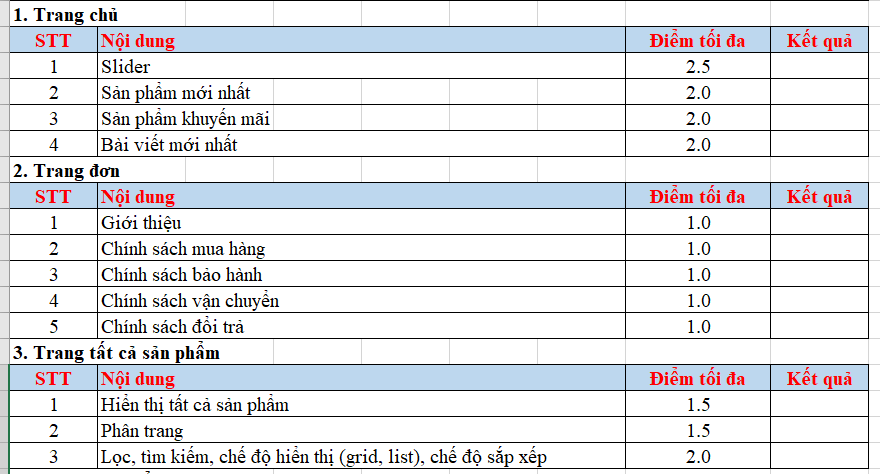 1. Trang chủ
STT Nội dung Điểm tối đa Kết quả
1 Slider 2.5
2 Sản phẩm mới nhất 2.0
3 Sản phẩm khuyến mãi 2.0
4 Bài viết mới nhất 2.0
2. Trang đơn
STT Nội dung Điểm tối đa Kết quả
1 Giới thiệu 1.0
2 Chính sách mua hàng 1.0
3 Chính sách bảo hành 1.0
4 Chính sách vận chuyển 1.0
5 Chính sách đổi trả 1.0
3. Trang tất cả sản phẩm
STT Nội dung Điểm tối đa Kết quả
1 Hiển thị tất cả sản phẩm 1.5
2 Phân trang 1.5
3 Lọc, tìm kiếm, chế độ hiển thị (grid, list), chế độ sắp xếp 2.0